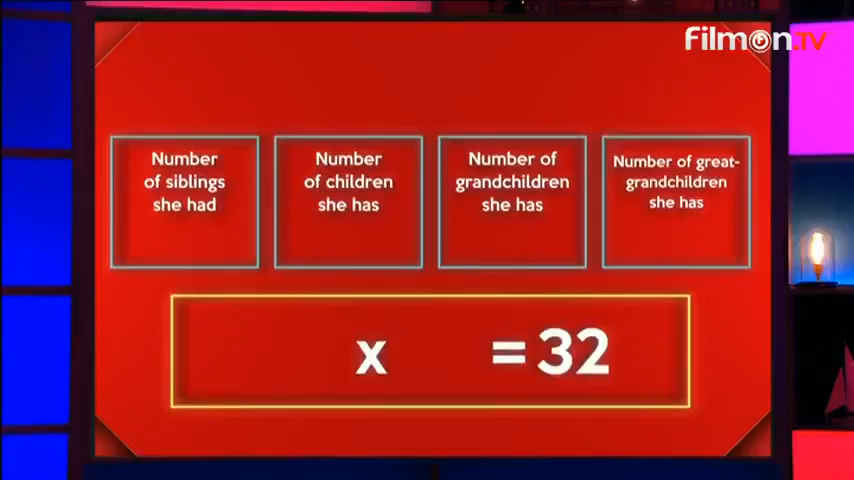 Filmon.TV
Number
of siblings
she had
Number
of children
she has
Number of
grandchildren
she has
Number of great-
grandchildren
she has
x = 32